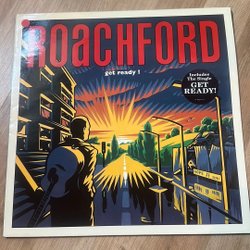 ROACHFORD
get ready !
Includes
The Single
GET
READY!